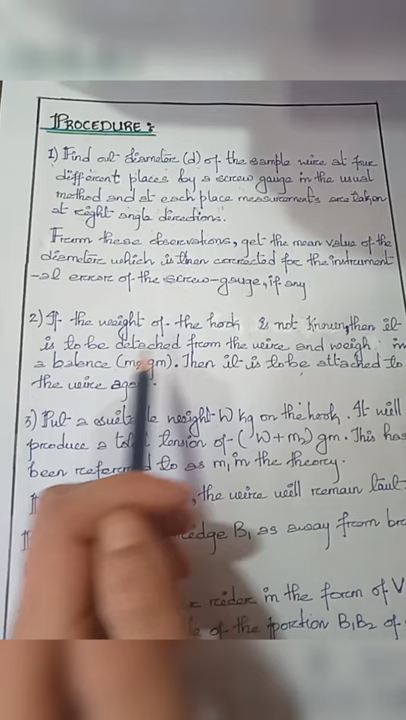 PROCEDURE:
1) Find out diameter (d) of the sample wire at four
different places by a screw gauge in the usual
method and at each place measurements are taken
at right angle directions.
From these observations, get the mean value of the
diameter which is then corrected for the instrument-
-al error of the screw-gauge, if any
2) If the weight of the hook is not known, then it
is to be detached from the wire and weigh in
a balance (m₀ gm). Then it is to be attached to
the wire
3) Put a weight W kg on the hook. It will
produce a tension of (W + m₀) gm. This has
been to as m, in the theory.
, the wire will remain taut
B₁ as away from
rider in the form of V
of the portion B₁B₂ of